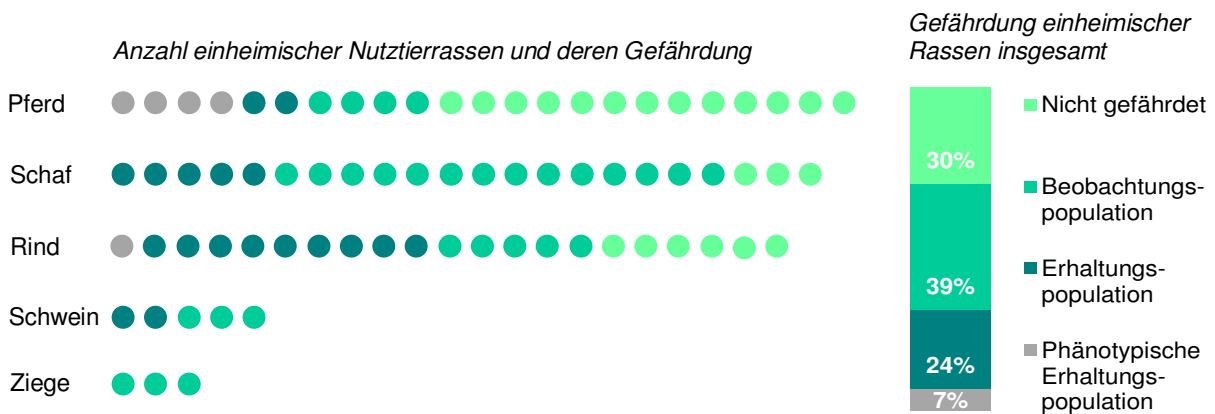 Anzahl einheimischer Nutztierrassen und deren Gefährdung
Pferd
Schaf
Rind
Schwein
Ziege
Gefährdung einheimischer
Rassen insgesamt
30%
39%
24%
7%
Nicht gefährdet
Beobachtungs-
population
Erhaltungs-
population
Phänotypische
Erhaltungs-
population